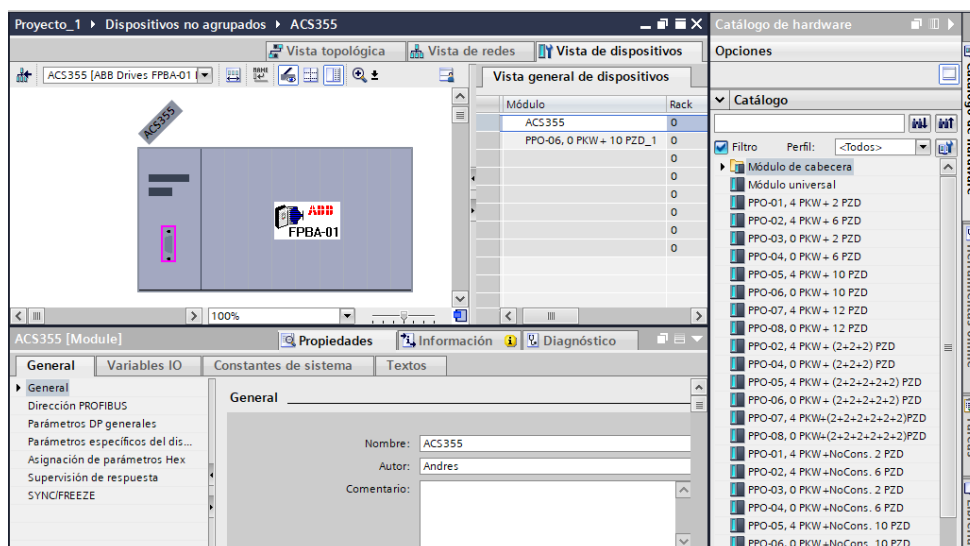 Proyecto_1 ▸ Dispositivos no agrupados ▸ ACS355
Vista topológica
Vista de redes
Vista de dispositivos
ACS355 [ABB Drives FPBA-01
Vista general de dispositivos
ACS355
ABB
FPBA-01
Módulo Rack
ACS355 0
PPO-06, 0 PKW + 10 PZD_1 0
0
0
0
0
0
0
100%
ACS355 [Module]
Propiedades
Información
Diagnóstico
General
Variables IO
Constantes de sistema
Textos
General
Dirección PROFIBUS
Parámetros DP generales
Parámetros específicos del dis...
Asignación de parámetros Hex
Supervisión de respuesta
SYNC/FREEZE
General
Nombre: ACS355
Autor: Andres
Comentario:
Catálogo de hardware
Opciones
Catálogo
Filtro Perfil: <Todos>
Módulo de cabecera
Módulo universal
PPO-01, 4 PKW + 2 PZD
PPO-02, 4 PKW + 6 PZD
PPO-03, 0 PKW + 2 PZD
PPO-04, 0 PKW + 6 PZD
PPO-05, 4 PKW + 10 PZD
PPO-06, 0 PKW + 10 PZD
PPO-07, 4 PKW + 12 PZD
PPO-08, 0 PKW + 12 PZD
PPO-02, 4 PKW + (2+2+2) PZD
PPO-04, 0 PKW + (2+2+2) PZD
PPO-05, 4 PKW + (2+2+2+2+2) PZD
PPO-06, 0 PKW + (2+2+2+2+2) PZD
PPO-07, 4 PKW+(2+2+2+2+2+2)PZD
PPO-08, 0 PKW+(2+2+2+2+2+2)PZD
PPO-01, 4 PKW +NoCons. 2 PZD
PPO-02, 4 PKW +NoCons. 6 PZD
PPO-03, 0 PKW +NoCons. 2 PZD
PPO-04, 0 PKW +NoCons. 6 PZD
PPO-05, 4 PKW +NoCons. 10 PZD
PPO-06, 0 PKW +NoCons. 10 PZD